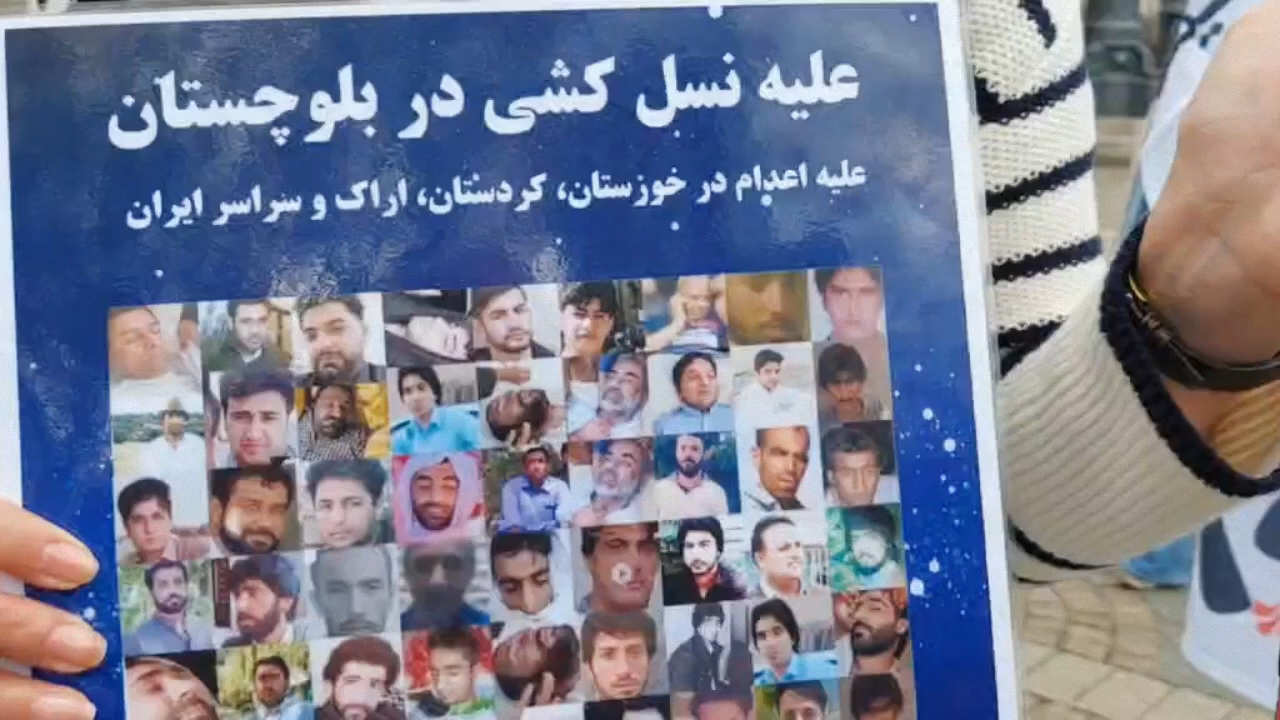 علیه نسل کشی در بلوچستان
علیه اعدام در خوزستان، کردستان، اراک و سراسر ایران